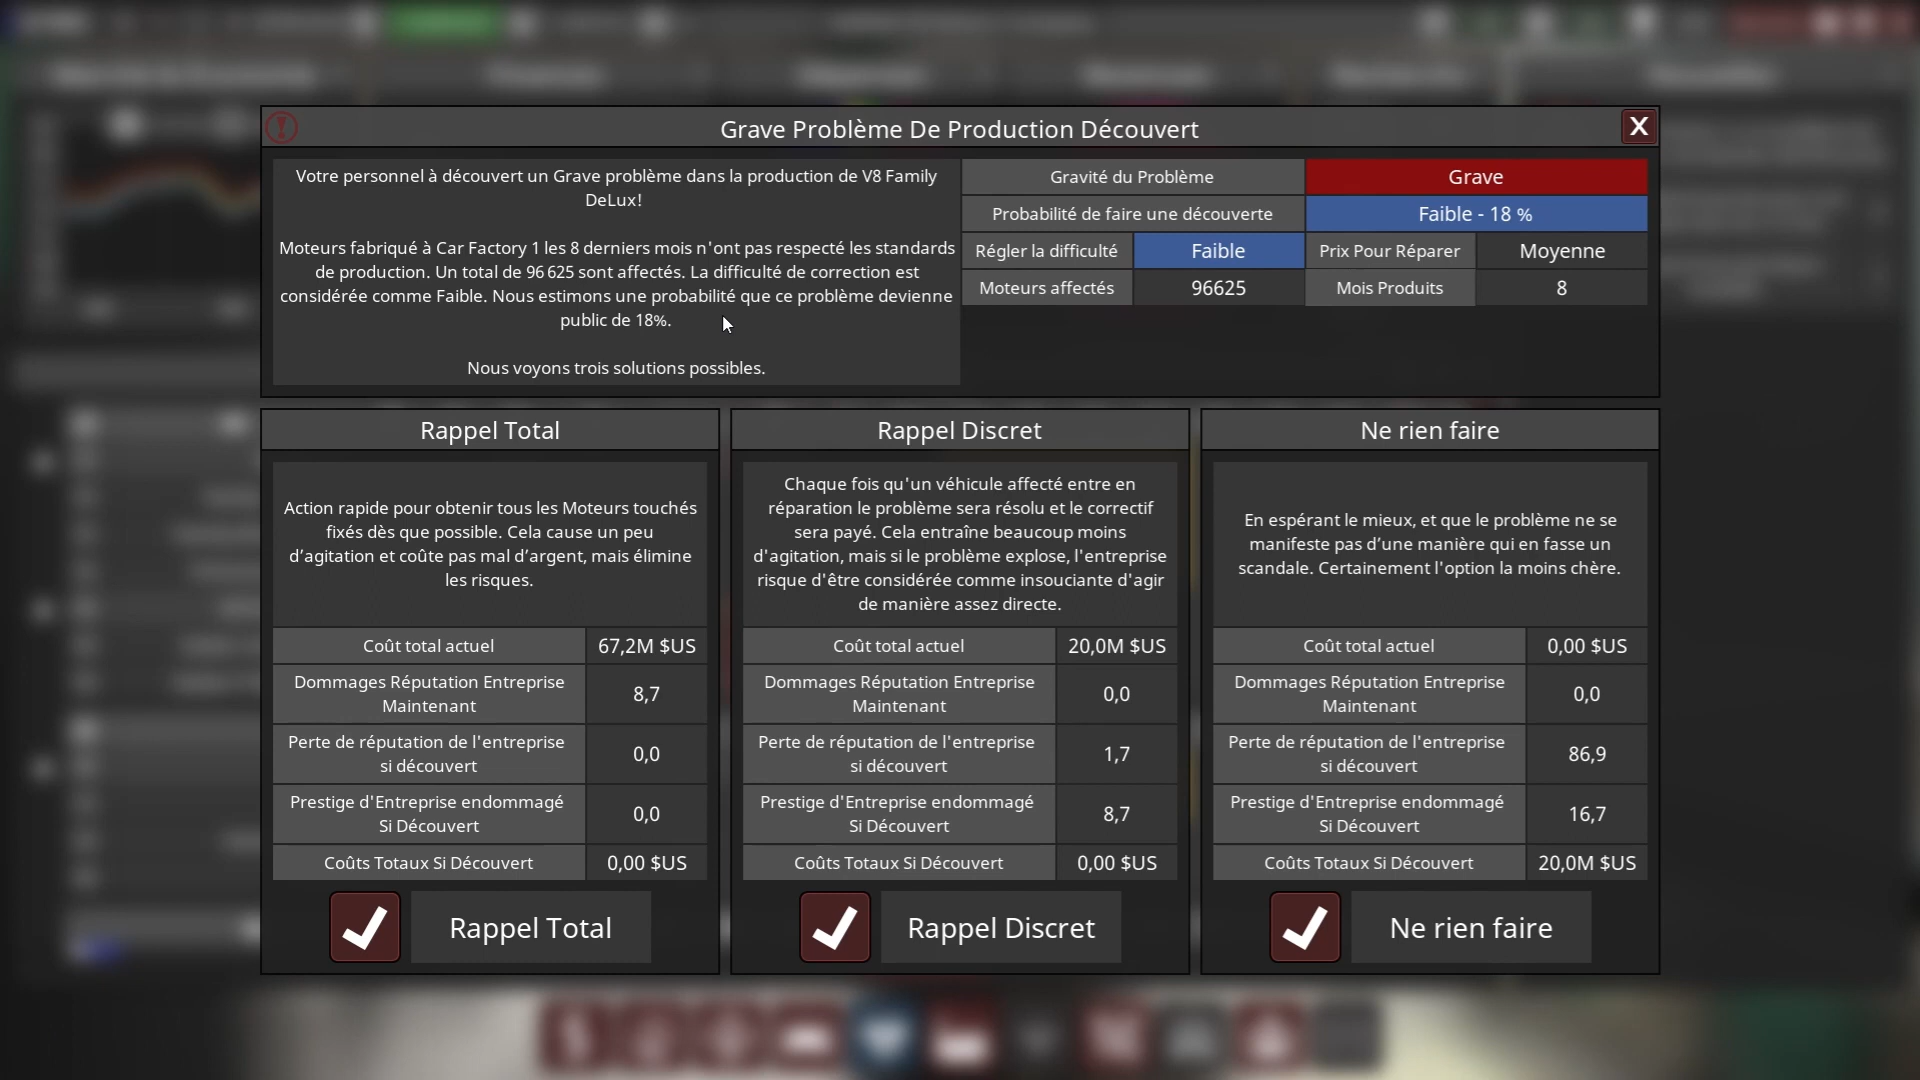 Grave Problème De Production Découvert
X
Votre personnel à découvert un Grave problème dans la production de V8 Family
DeLux!
Moteurs fabriqué à Car Factory 1 les 8 derniers mois n'ont pas respecté les standards
de production. Un total de 96 625 sont affectés. La difficulté de correction est
considérée comme Faible. Nous estimons une probabilité que ce problème devienne
public de 18%.
Nous voyons trois solutions possibles.
Gravité du Problème
Grave
Probabilité de faire une découverte
Faible - 18 %
Régler la difficulté
Faible
Prix Pour Réparer
Moyenne
Moteurs affectés
96625
Mois Produits
8
Rappel Total
Action rapide pour obtenir tous les Moteurs touchés
fixés dès que possible. Cela cause un peu
d’agitation et coûte pas mal d’argent, mais élimine
les risques.
Coût total actuel
67,2M $US
Dommages Réputation Entreprise
Maintenant
8,7
Perte de réputation de l'entreprise
si découvert
0,0
Prestige d'Entreprise endommagé
Si Découvert
0,0
Coûts Totaux Si Découvert
0,00 $US
Rappel Total
Rappel Discret
Chaque fois qu'un véhicule affecté entre en
réparation le problème sera résolu et le correctif
sera payé. Cela entraîne beaucoup moins
d'agitation, mais si le problème explose, l'entreprise
risque d'être considérée comme insouciante d'agir
de manière assez directe.
Coût total actuel
20,0M $US
Dommages Réputation Entreprise
Maintenant
0,0
Perte de réputation de l'entreprise
si découvert
1,7
Prestige d'Entreprise endommagé
Si Découvert
8,7
Coûts Totaux Si Découvert
0,00 $US
Rappel Discret
Ne rien faire
En espérant le mieux, et que le problème ne se
manifeste pas d’une manière qui en fasse un
scandale. Certainement l'option la moins chère.
Coût total actuel
0,00 $US
Dommages Réputation Entreprise
Maintenant
0,0
Perte de réputation de l'entreprise
si découvert
86,9
Prestige d'Entreprise endommagé
Si Découvert
16,7
Coûts Totaux Si Découvert
20,0M $US
Ne rien faire